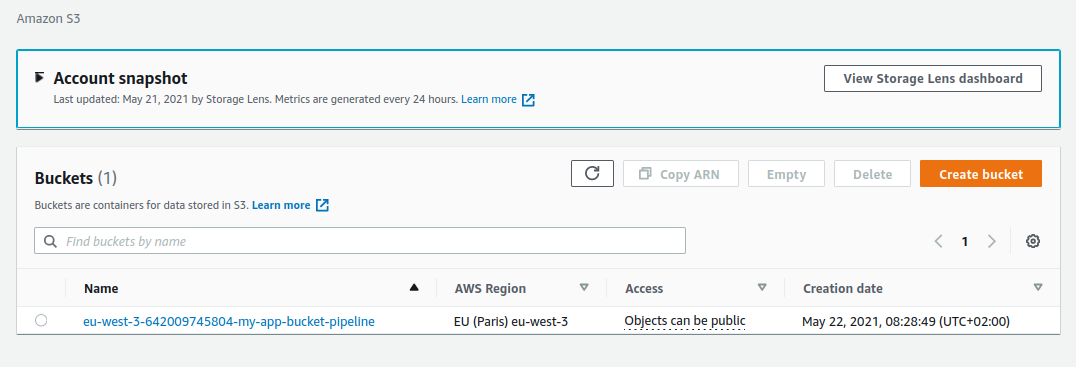 Amazon S3
Account snapshot
View Storage Lens dashboard
Last updated: May 21, 2021 by Storage Lens. Metrics are generated every 24 hours. Learn more
Buckets (1)
Copy ARN
Empty
Delete
Create bucket
Buckets are containers for data stored in S3. Learn more
Find buckets by name
1
Name AWS Region Access Creation date
eu-west-3-642009745804-my-app-bucket-pipeline EU (Paris) eu-west-3 Objects can be public May 22, 2021, 08:28:49 (UTC+02:00)